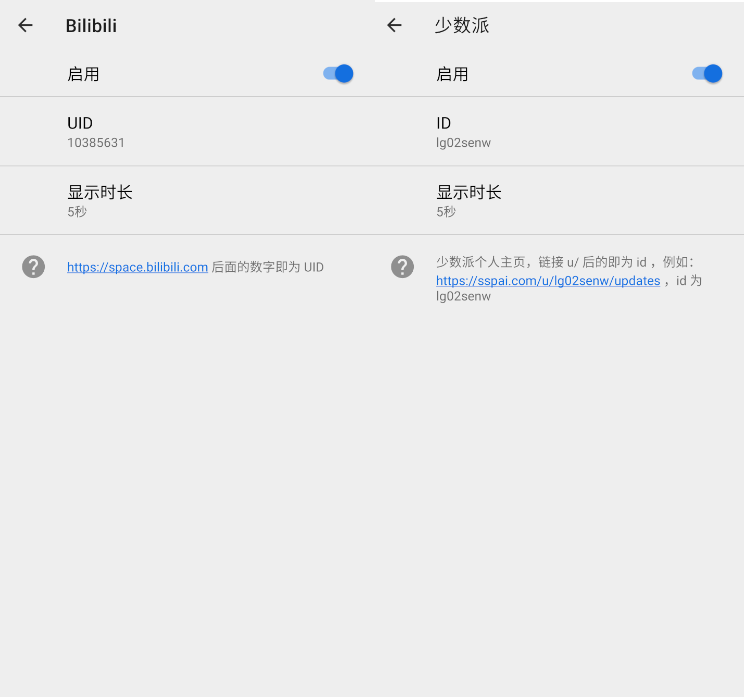 Bilibili
启用
UID
10385631
显示时长
5秒
https://space.bilibili.com 后面的数字即为 UID
少数派
启用
ID
lg02senw
显示时长
5秒
少数派个人主页，链接 u/ 后的即为 id ，例如：
https://sspai.com/u/lg02senw/updates ，id 为
lg02senw